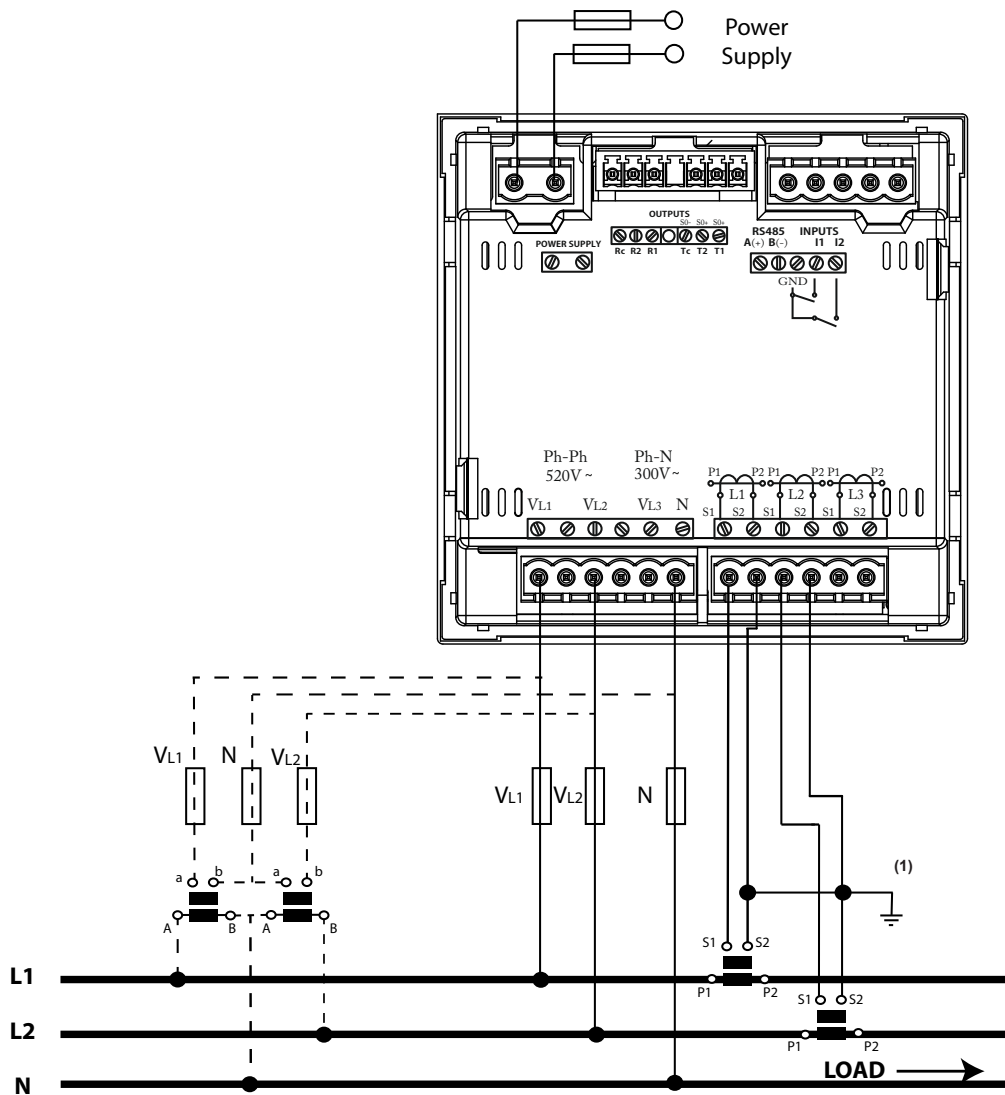 Power
Supply
OUTPUTS
S0- S0+ S0+
POWER SUPPLY
Rc R2 R1 Tc T2 T1
RS485 INPUTS
A(+) B(-) I1 I2
GND
Ph-Ph Ph-N
520V ~ 300V ~
P1 P2 P1 P2 P1 P2
L1 L2 L3
VL1 VL2 VL3 N S1 S2 S1 S2 S1 S2
VL1 N VL2
VL1 VL2 N
(1)
a b a b
A B A B
S1 S2
L1
P1 P2
S1 S2
L2
P1 P2
LOAD
N